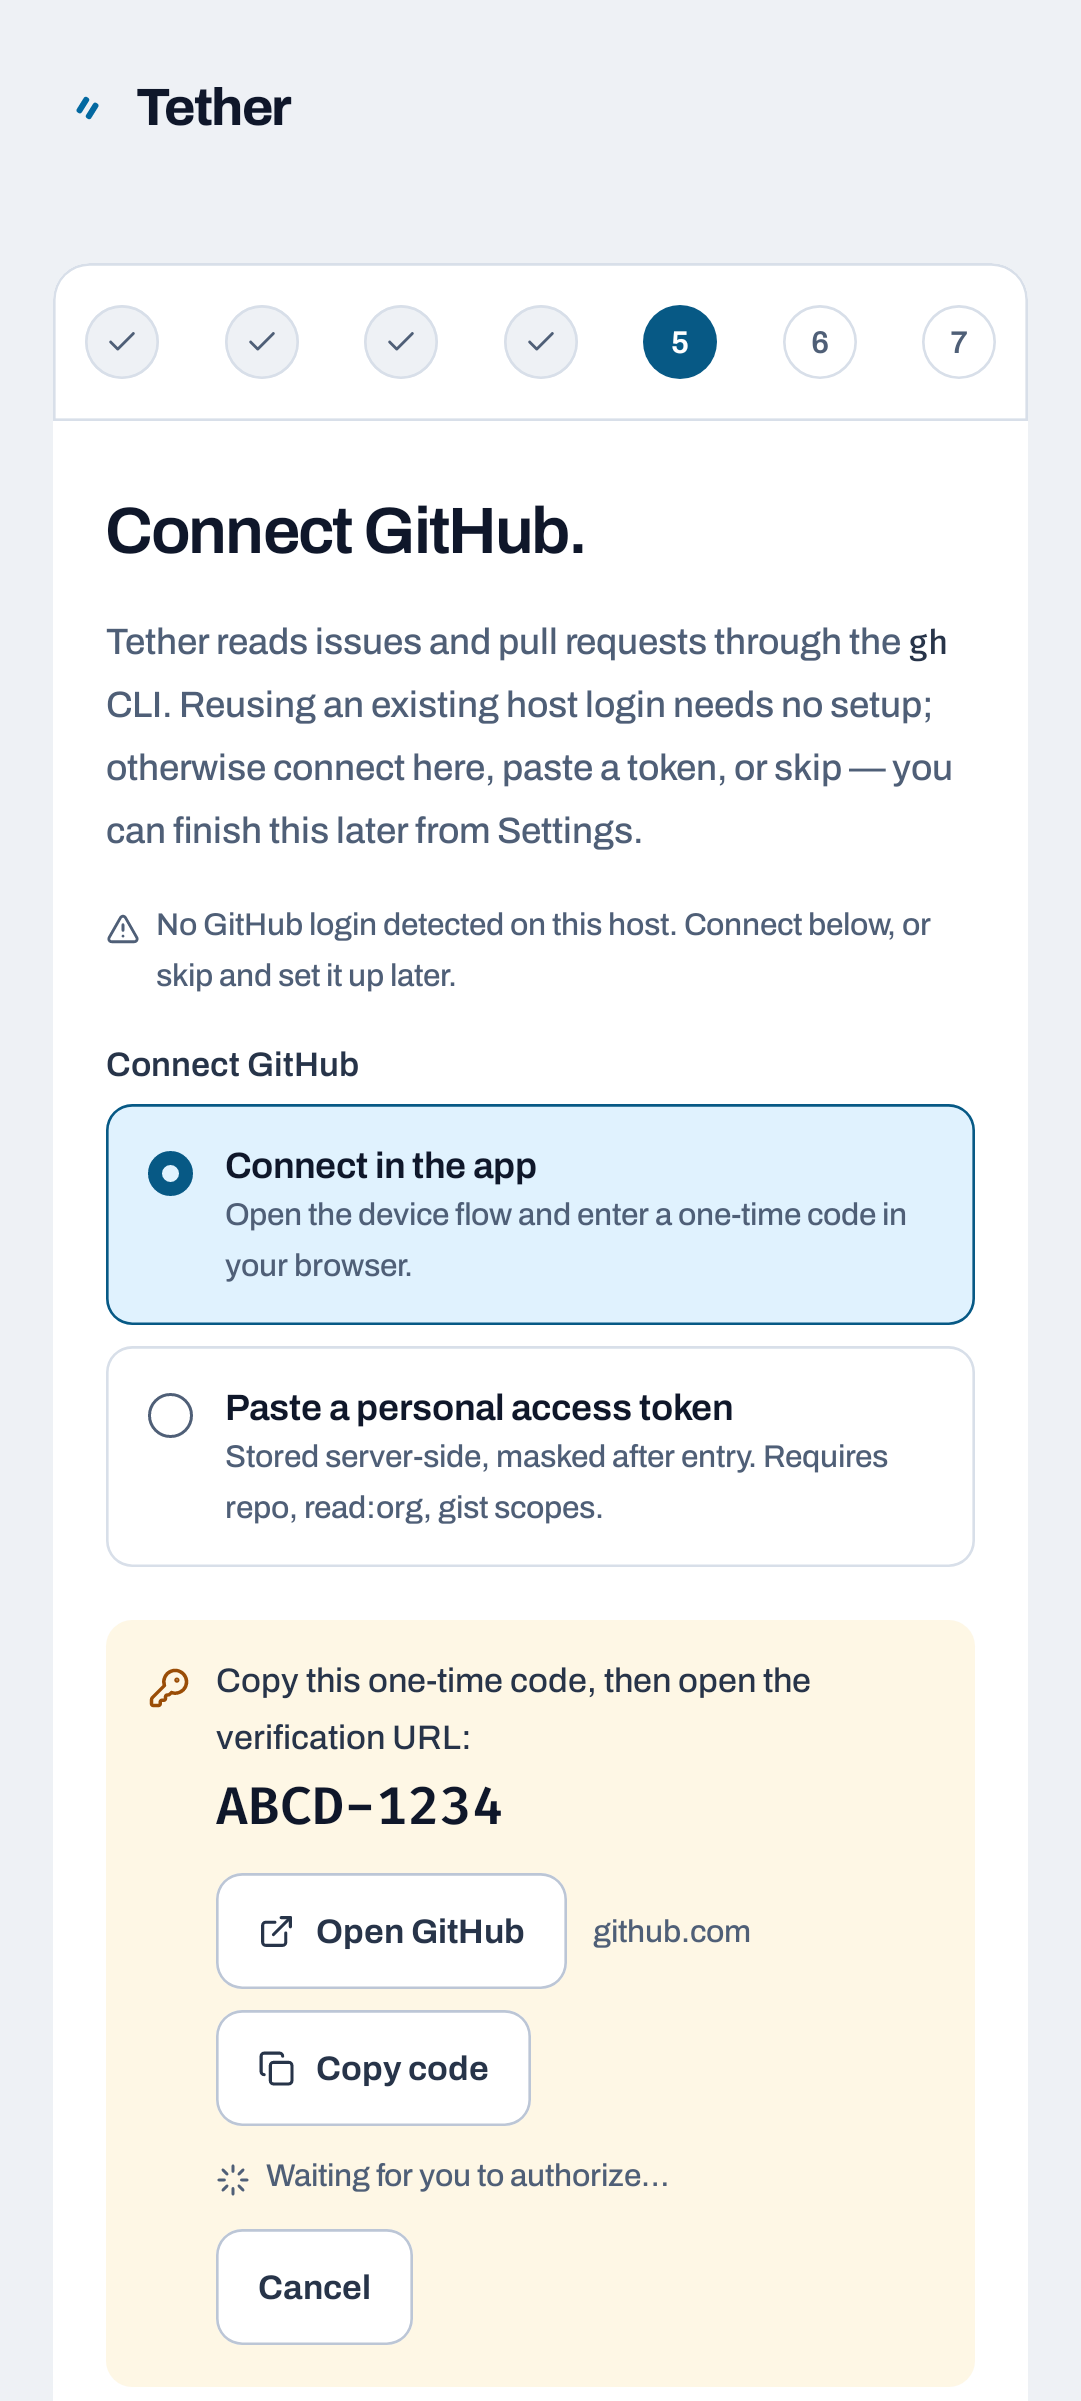 Tether
5 6 7
Connect GitHub.
Tether reads issues and pull requests through the gh
CLI. Reusing an existing host login needs no setup;
otherwise connect here, paste a token, or skip — you
can finish this later from Settings.
No GitHub login detected on this host. Connect below, or
skip and set it up later.
Connect GitHub
Connect in the app
Open the device flow and enter a one-time code in
your browser.
Paste a personal access token
Stored server-side, masked after entry. Requires
repo, read:org, gist scopes.
Copy this one-time code, then open the
verification URL:
ABCD-1234
Open GitHub github.com
Copy code
Waiting for you to authorize...
Cancel